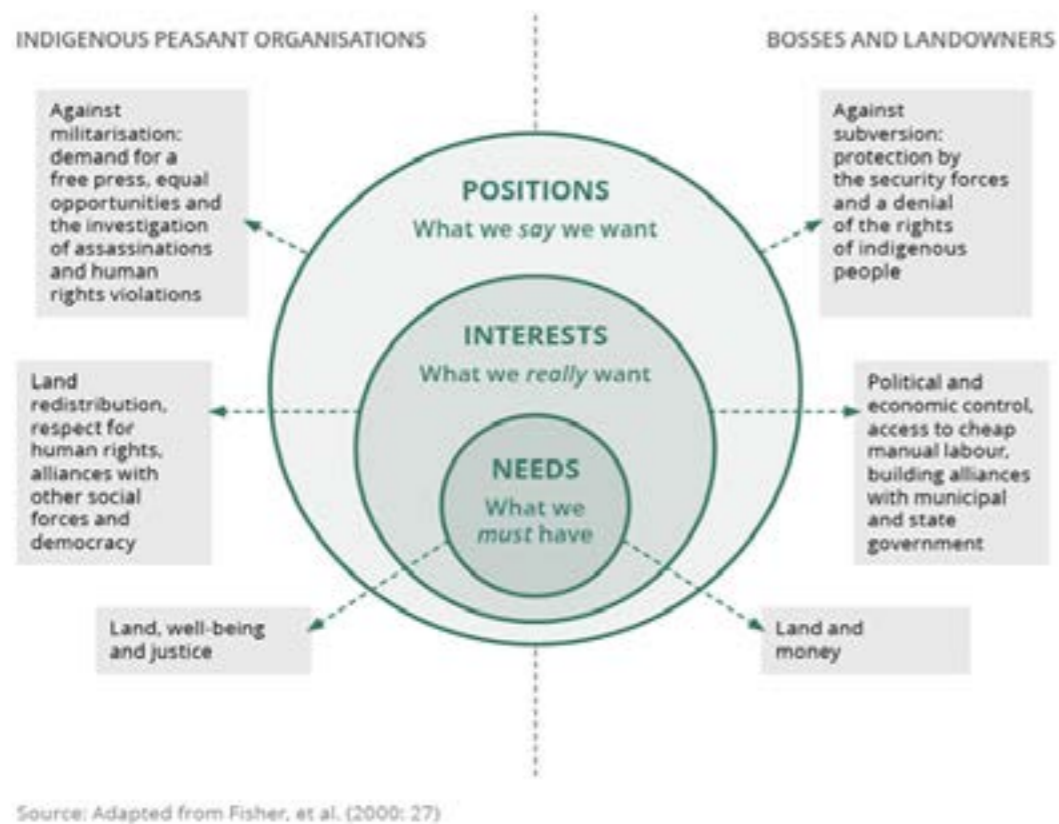 INDIGENOUS PEASANT ORGANISATIONS
BOSSES AND LANDOWNERS
Against
militarisation:
demand for a
free press, equal
opportunities and
the investigation
of assassinations
and human
rights violations
Against
subversion:
protection by
the security forces
and a denial
of the rights
of indigenous
people
POSITIONS
What we say we want
INTERESTS
What we really want
Land
redistribution,
respect for
human rights,
alliances with
other social
forces and
democracy
Political and
economic control,
access to cheap
manual labour,
building alliances
with municipal
and state
government
NEEDS
What we
must have
Land, well-being
and justice
Land and
money
Source: Adapted from Fisher, et al. (2000: 27)